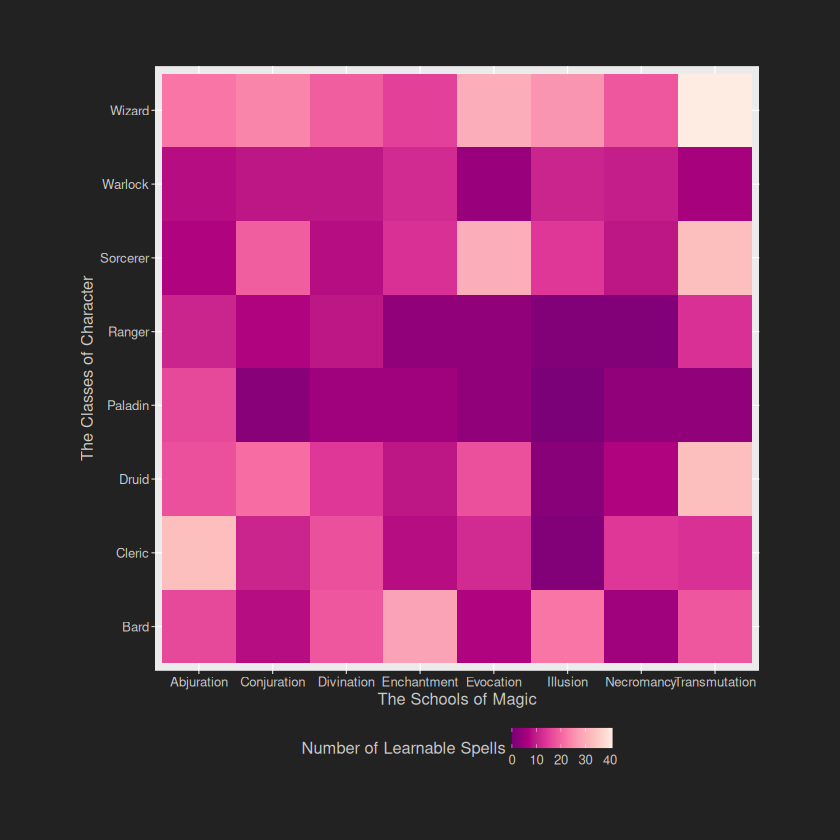 Wizard
Warlock
Sorcerer
Ranger
Paladin
Druid
Cleric
Bard
The Classes of Character
Abjuration Conjuration Divination Enchantment Evocation Illusion Necromancy Transmutation
The Schools of Magic
Number of Learnable Spells
0 10 20 30 40